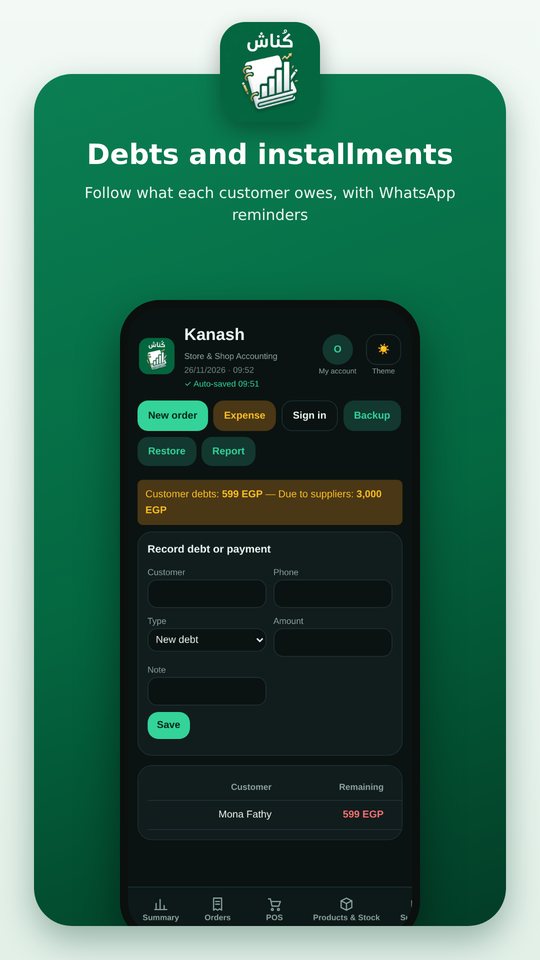 كُناش
Debts and installments
Follow what each customer owes, with WhatsApp
reminders
كُناش
Kanash
Store & Shop Accounting
26/11/2026 · 09:52
✓ Auto-saved 09:51
O
My account
Theme
New order
Expense
Sign in
Backup
Restore
Report
Customer debts: 599 EGP — Due to suppliers: 3,000
EGP
Record debt or payment
Customer
Phone
Type
Amount
New debt
Note
Save
Customer
Remaining
Mona Fathy
599 EGP
Summary
Orders
POS
Products & Stock